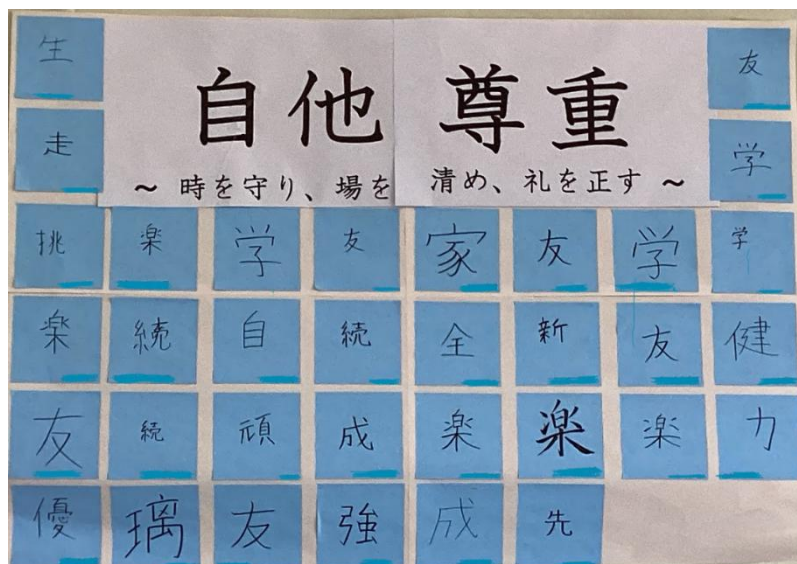 自他 尊重
~ 時を守り、場を 清め、礼を正す ~
生 友
走 学
挑 楽 学 友 家 友 学 学
楽 続 自 続 全 新 友 健
友 続 頑 成 楽 楽 楽 力
優 璃 友 強 成 先